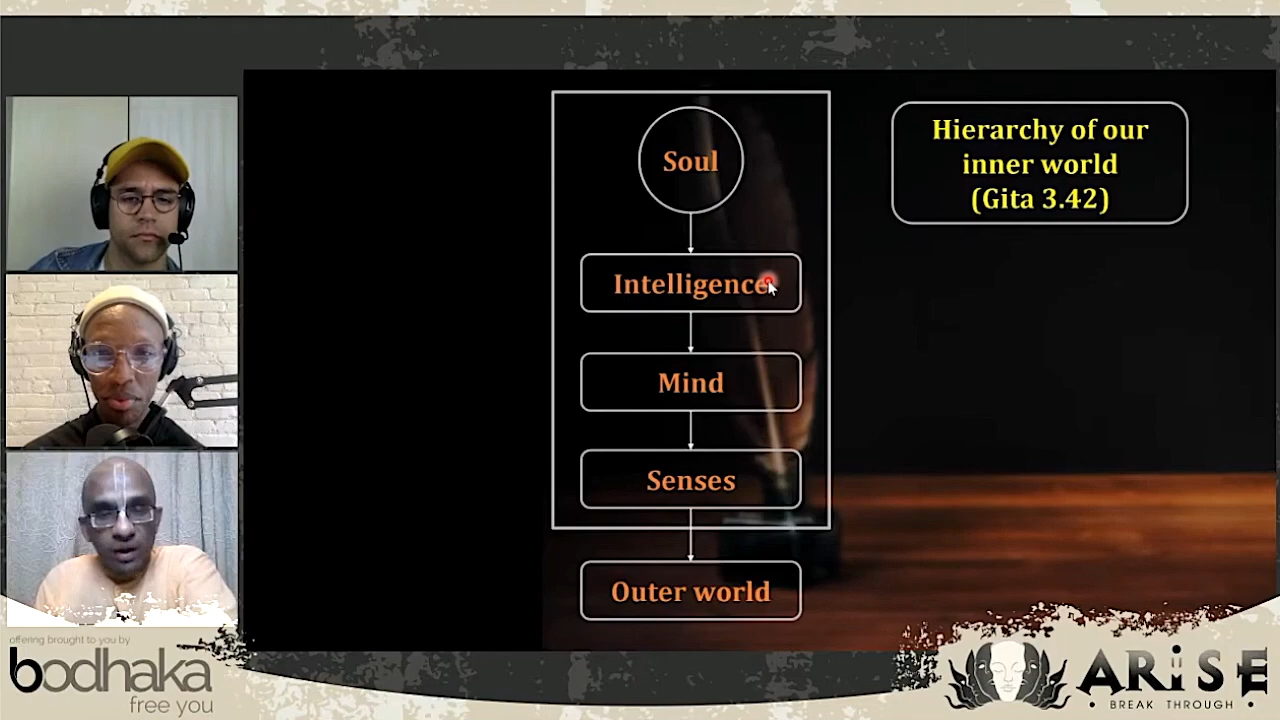 Soul
Intelligence
Mind
Senses
Outer world
Hierarchy of our
inner world
(Gita 3.42)
offering brought to you by
bodhaka
free you
ARiSE
• BREAK THROUGH •